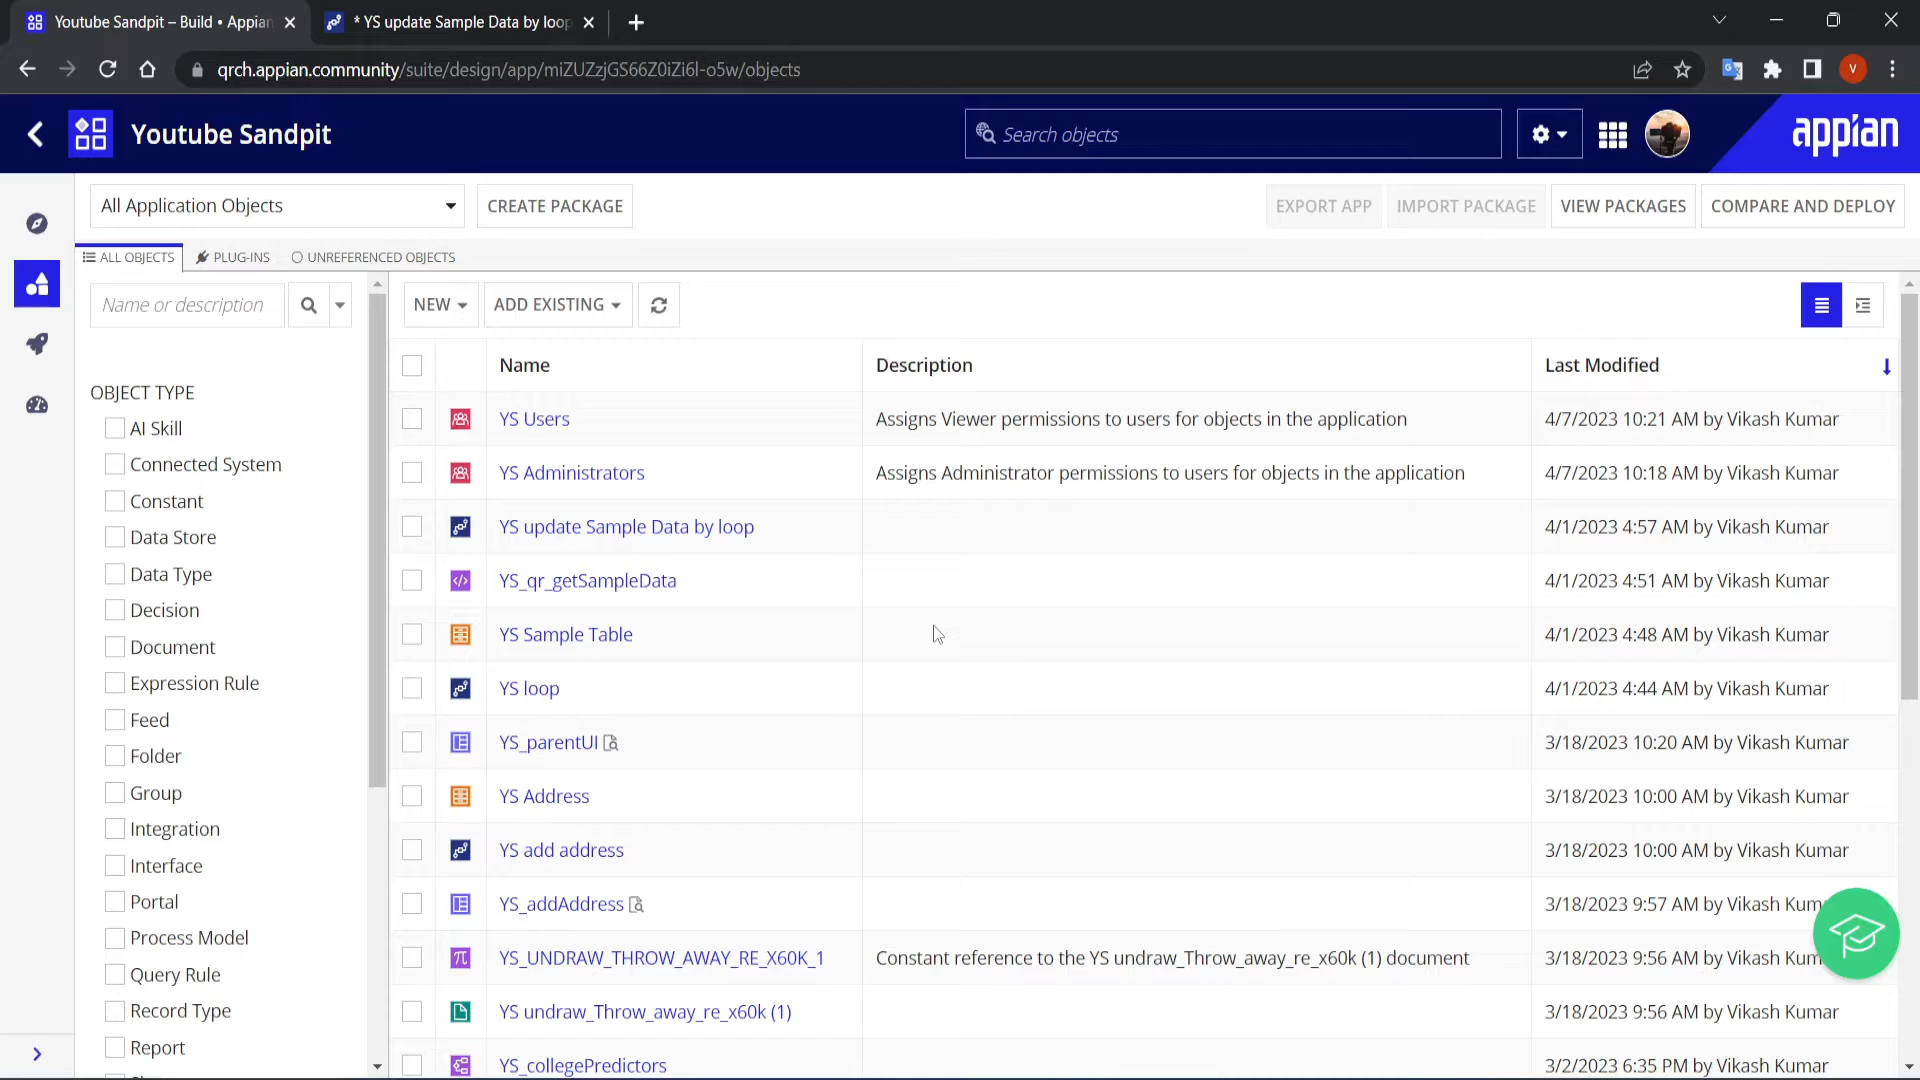 Youtube Sandpit – Build • Appian
* YS update Sample Data by loop
qrch.appian.community/suite/design/app/miZUZzjGS66Z0iZi6l-o5w/objects
V
Youtube Sandpit
Search objects
appian
All Application Objects
CREATE PACKAGE
EXPORT APP
IMPORT PACKAGE
VIEW PACKAGES
COMPARE AND DEPLOY
ALL OBJECTS
PLUG-INS
UNREFERENCED OBJECTS
Name or description
NEW
ADD EXISTING
OBJECT TYPE
AI Skill
Connected System
Constant
Data Store
Data Type
Decision
Document
Expression Rule
Feed
Folder
Group
Integration
Interface
Portal
Process Model
Query Rule
Record Type
Report
Name Description Last Modified
YS Users Assigns Viewer permissions to users for objects in the application 4/7/2023 10:21 AM by Vikash Kumar
YS Administrators Assigns Administrator permissions to users for objects in the application 4/7/2023 10:18 AM by Vikash Kumar
YS update Sample Data by loop 4/1/2023 4:57 AM by Vikash Kumar
YS_qr_getSampleData 4/1/2023 4:51 AM by Vikash Kumar
YS Sample Table 4/1/2023 4:48 AM by Vikash Kumar
YS loop 4/1/2023 4:44 AM by Vikash Kumar
YS_parentUI 3/18/2023 10:20 AM by Vikash Kumar
YS Address 3/18/2023 10:00 AM by Vikash Kumar
YS add address 3/18/2023 10:00 AM by Vikash Kumar
YS_addAddress 3/18/2023 9:57 AM by Vikash Kum
YS_UNDRAW_THROW_AWAY_RE_X60K_1 Constant reference to the YS undraw_Throw_away_re_x60k (1) document 3/18/2023 9:56 AM by Vikash Kum
YS undraw_Throw_away_re_x60k (1) 3/18/2023 9:56 AM by Vikash Kumar
YS_collegePredictors 3/2/2023 6:35 PM by Vikash Kumar